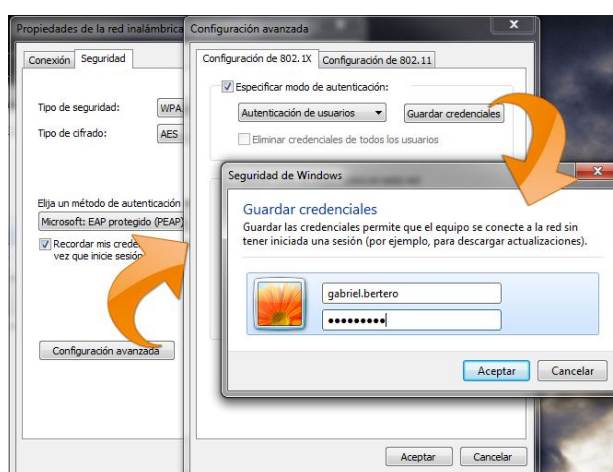 Propiedades de la red inalámbrica
Conexión
Seguridad
Tipo de seguridad:
WPA
Tipo de cifrado:
AES
Elija un método de autenticación
Microsoft: EAP protegido (PEAP)
Recordar mis
vez que inicie sesión
Configuración avanzada
Configuración avanzada
Configuración de 802.1X
Configuración de 802.11
Especificar modo de autenticación:
Autenticación de usuarios
Guardar credenciales
Eliminar credenciales de todos los usuarios
Seguridad de Windows
Guardar credenciales
Guardar las credenciales permite que el equipo se conecte a la red sin
tener iniciada una sesión (por ejemplo, para descargar actualizaciones).
gabriel.bertero
●●●●●●●●●
Aceptar
Cancelar
Aceptar
Cancelar